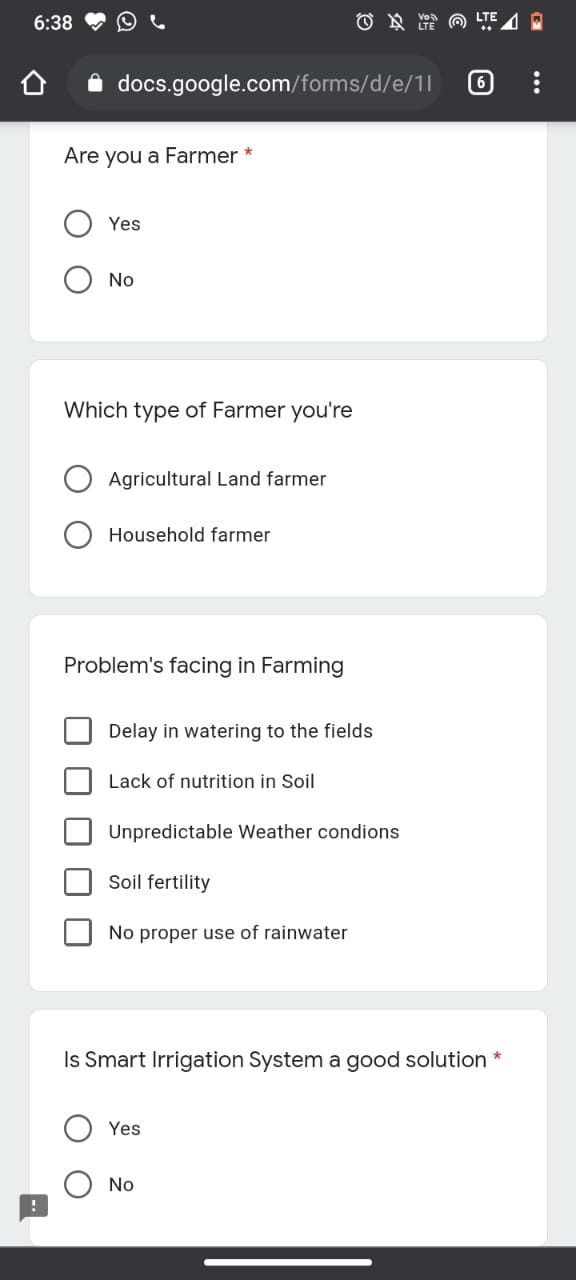 6:38
Vo LTE LTE
docs.google.com/forms/d/e/1I 6
Are you a Farmer *
Yes
No
Which type of Farmer you're
Agricultural Land farmer
Household farmer
Problem's facing in Farming
Delay in watering to the fields
Lack of nutrition in Soil
Unpredictable Weather condions
Soil fertility
No proper use of rainwater
Is Smart Irrigation System a good solution *
Yes
No